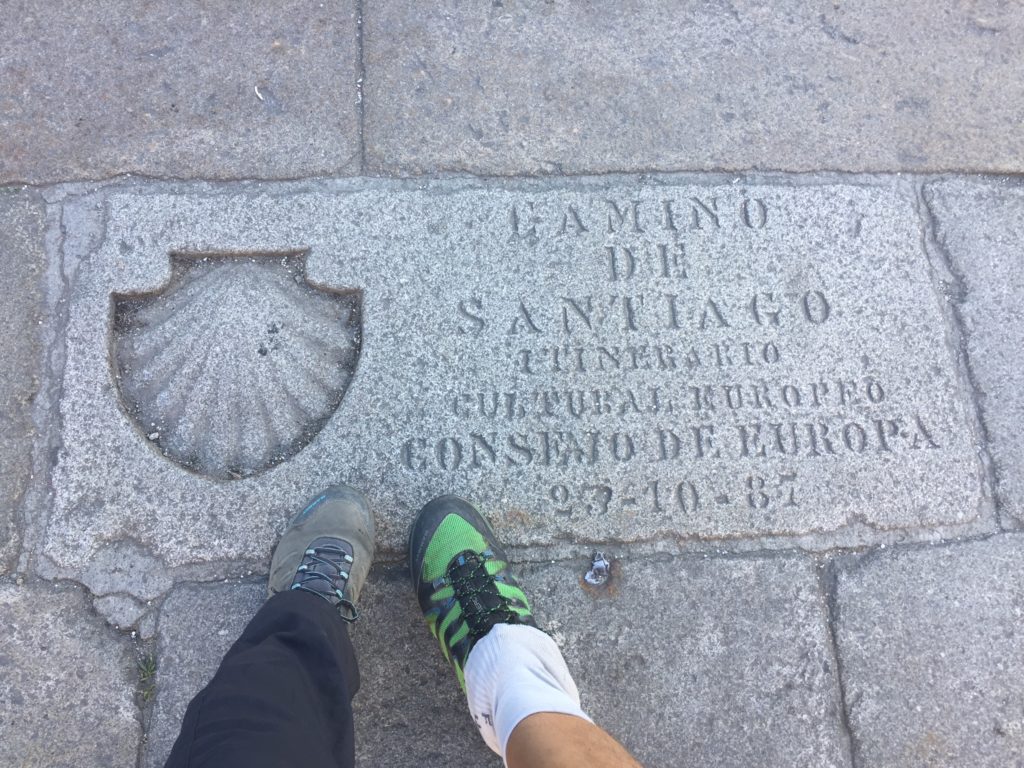 CAMINO
DE
SANTIAGO
ITINERARIO
CULTURAL EUROPEO
CONSEJO DE EUROPA
23-10-87